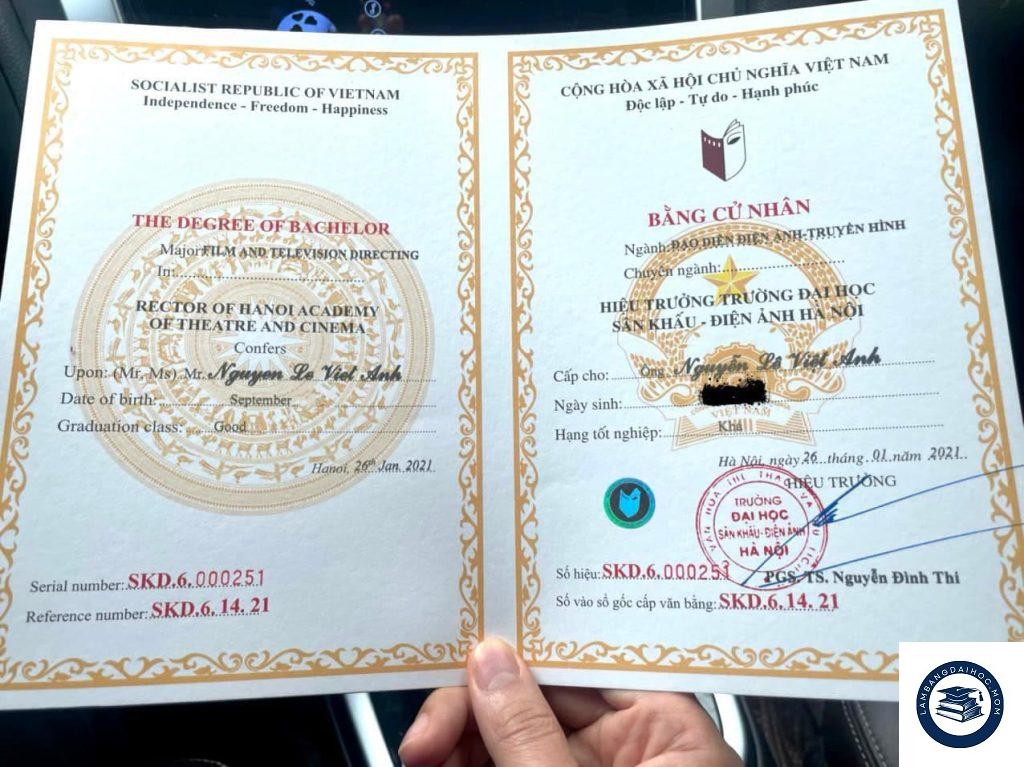 SOCIALIST REPUBLIC OF VIETNAM
Independence - Freedom - Happiness
THE DEGREE OF BACHELOR
Major: FILM AND TELEVISION DIRECTING
In:
RECTOR OF HANOI ACADEMY
OF THEATRE AND CINEMA
Confers
Upon: (Mr, Ms) Mr. Nguyen Le Viet Anh
Date of birth: September
Graduation class: Good
Hanoi, 26th Jan. 2021
Serial number: SKD.6.000251
Reference number: SKD.6.14.21
CỘNG HÒA XÃ HỘI CHỦ NGHĨA VIỆT NAM
Độc lập - Tự do - Hạnh phúc
BẰNG CỬ NHÂN
Ngành: ĐẠO DIỄN ĐIỆN ẢNH-TRUYỀN HÌNH
Chuyên ngành:
HIỆU TRƯỞNG TRƯỜNG ĐẠI HỌC
SÂN KHẤU - ĐIỆN ẢNH HÀ NỘI
Cấp cho: Ông Nguyễn Lê Việt Anh
Ngày sinh:
VIỆT NAM
Hạng tốt nghiệp: Khá
Hà Nội, ngày 26 tháng 01 năm 2021
HIỆU TRƯỞNG
TRƯỜNG
ĐẠI HỌC
SÂN KHẤU-ĐIỆN ẢNH
HÀ NỘI
PGS. TS. Nguyễn Đình Thi
Số hiệu: SKD.6.000251
Số vào sổ gốc cấp văn bằng: SKD.6.14.21
LAMBANGDAIHOC.MOM